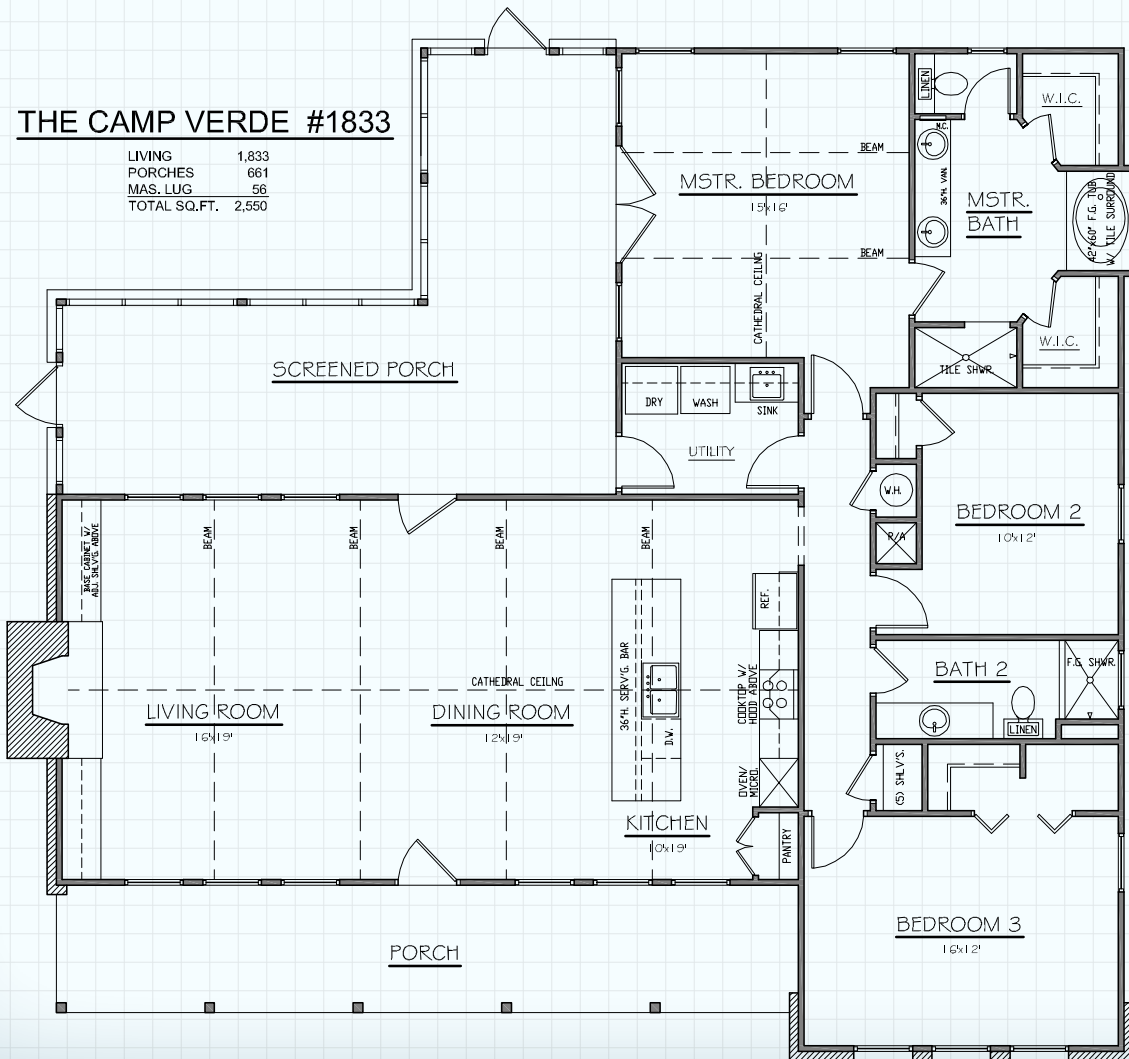 THE CAMP VERDE #1833
LIVING 1,833
PORCHES 661
MAS. LUG 56
TOTAL SQ.FT. 2,550
LINEN
W.I.C.
M.C.
BEAM
MSTR. BEDROOM
15'x16'
36"H. VAN.
MSTR.
BATH
42"x60" F.G. TUB
W/ TILE SURROUND
BEAM
CATHEDRAL CEILNG
W.I.C.
TILE SHWR.
SCREENED PORCH
DRY
WASH
SINK
UTILITY
W.H.
BEDROOM 2
10'x12'
R/A
BASE CABINET W/
ADJ. SHLV'G. ABOVE
BEAM
BEAM
BEAM
BEAM
REF.
36"H. SERV'G. BAR
COOKTOP W/
HOOD ABOVE
BATH 2
F.G. SHWR.
CATHEDRAL CEILNG
LIVING ROOM
16'x19'
DINING ROOM
12'x19'
D.W.
LINEN
OVEN/
MICRO.
(5) SHLV'S.
KITCHEN
10'x19'
PANTRY
BEDROOM 3
16'x12'
PORCH